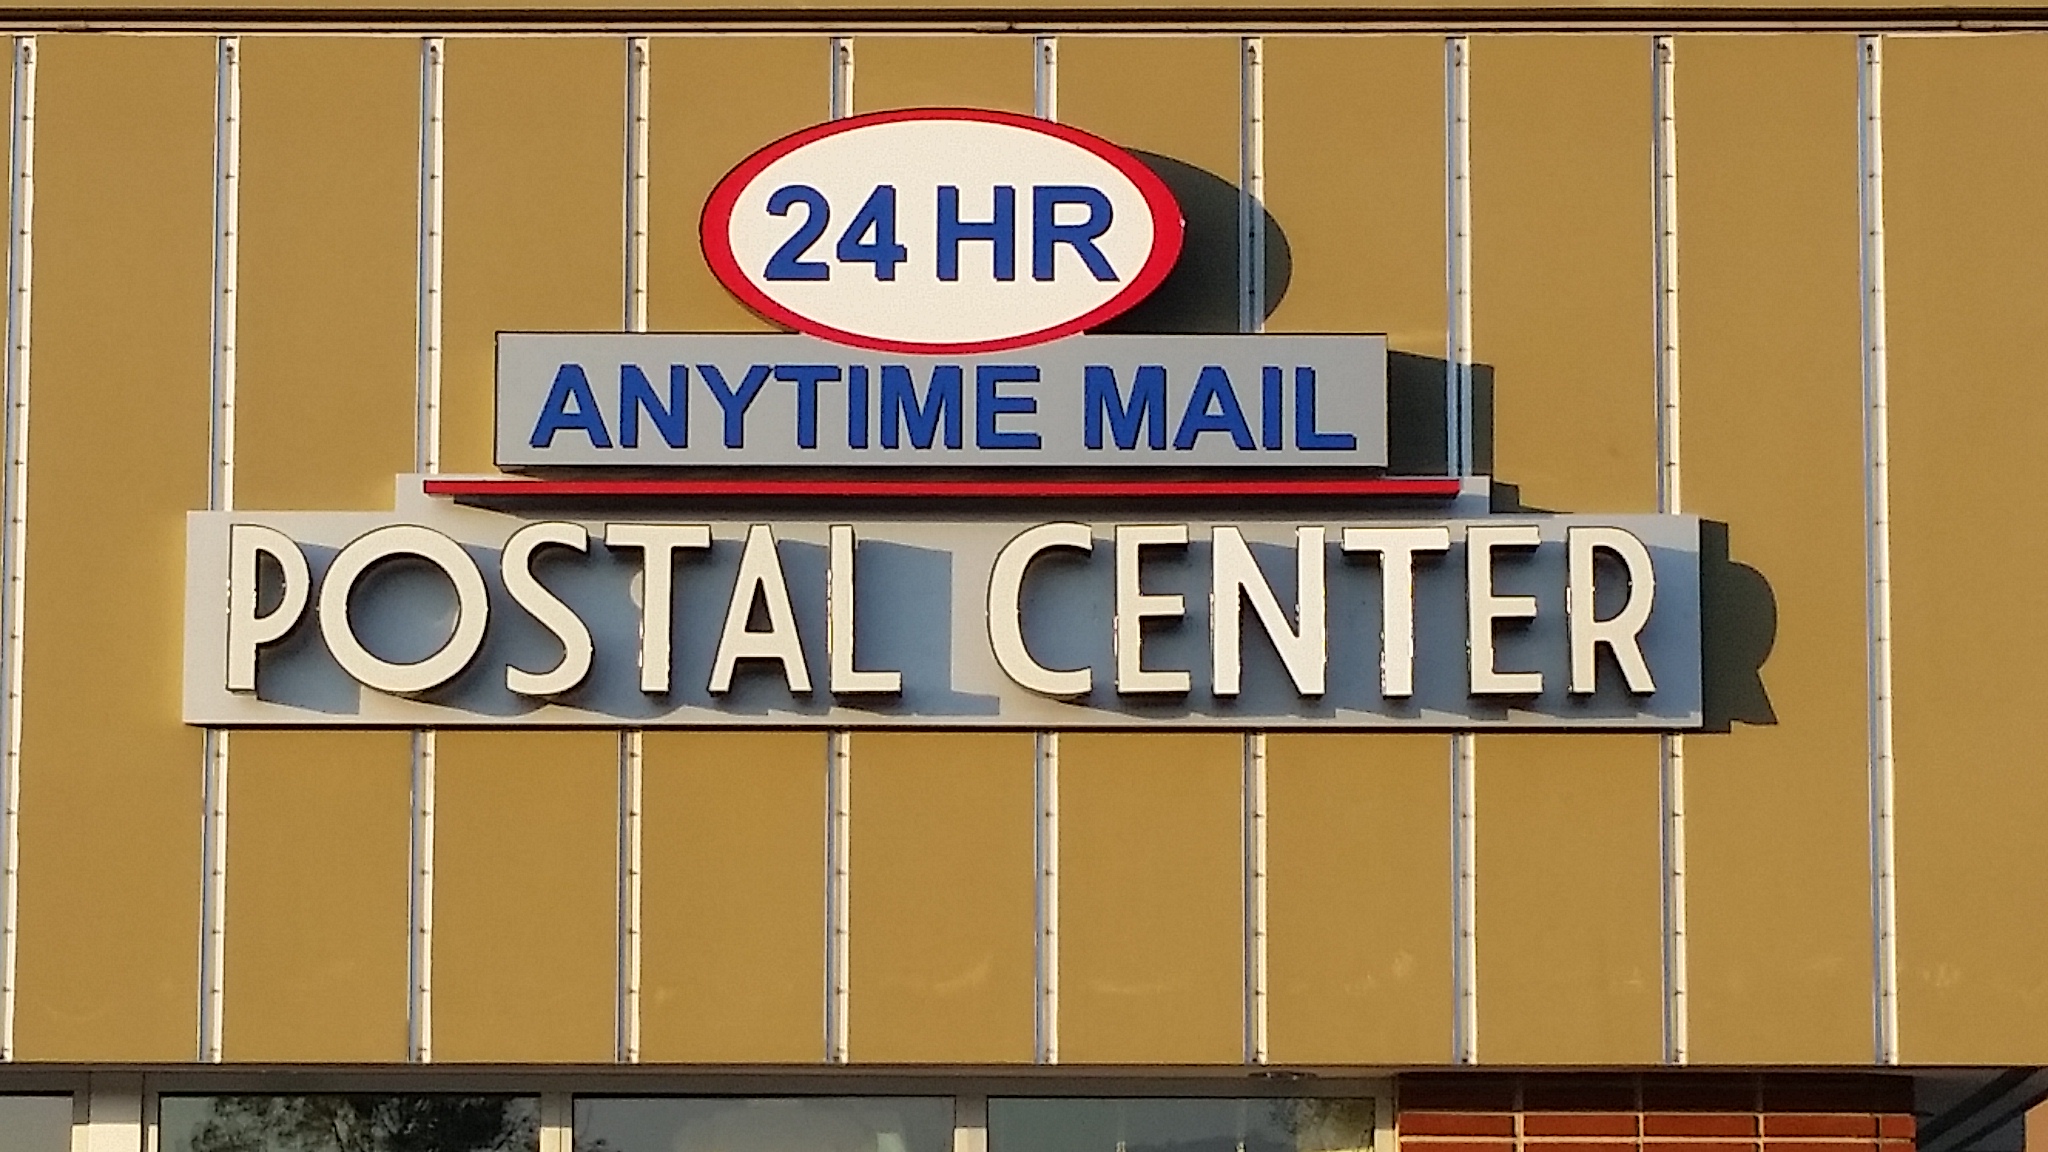 24 HR
ANYTIME MAIL
POSTAL CENTER